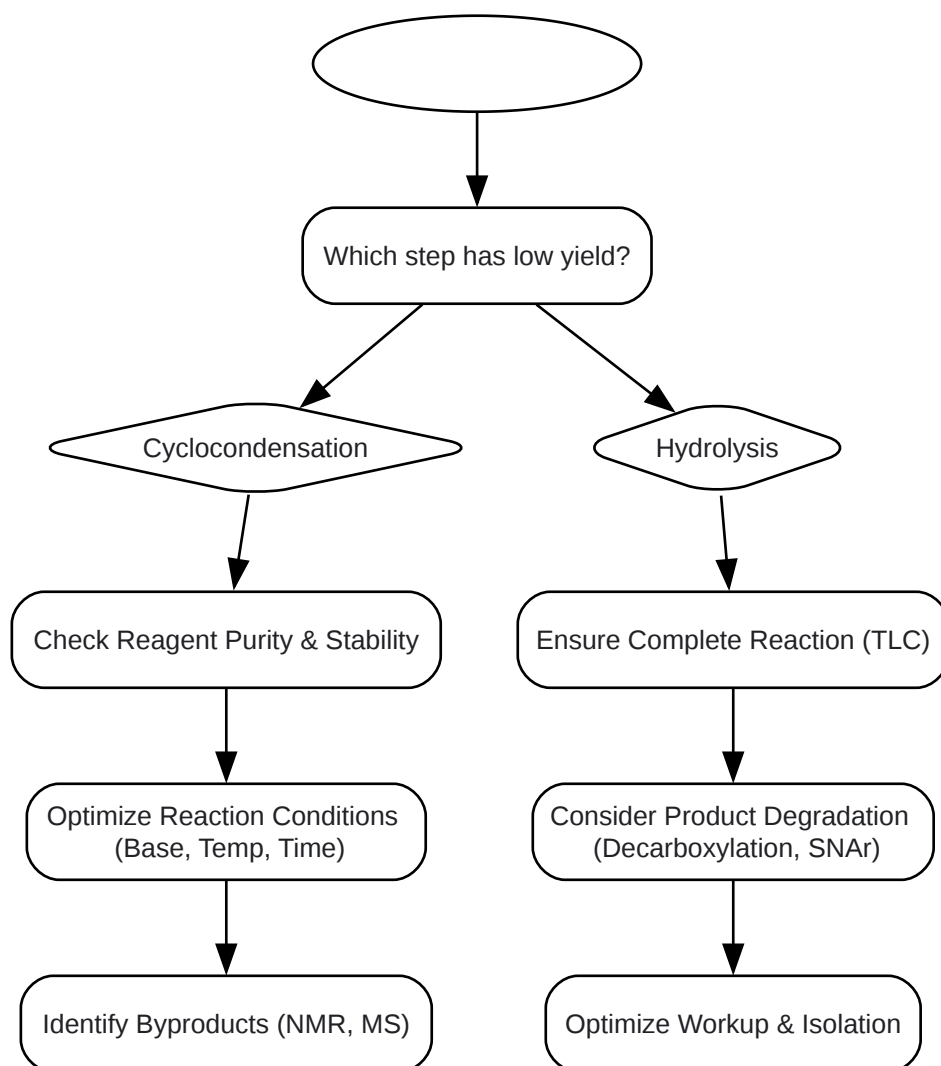 Which step has low yield?
Cyclocondensation
Hydrolysis
Check Reagent Purity & Stability
Ensure Complete Reaction (TLC)
Optimize Reaction Conditions
(Base, Temp, Time)
Consider Product Degradation
(Decarboxylation, SNAr)
Identify Byproducts (NMR, MS)
Optimize Workup & Isolation